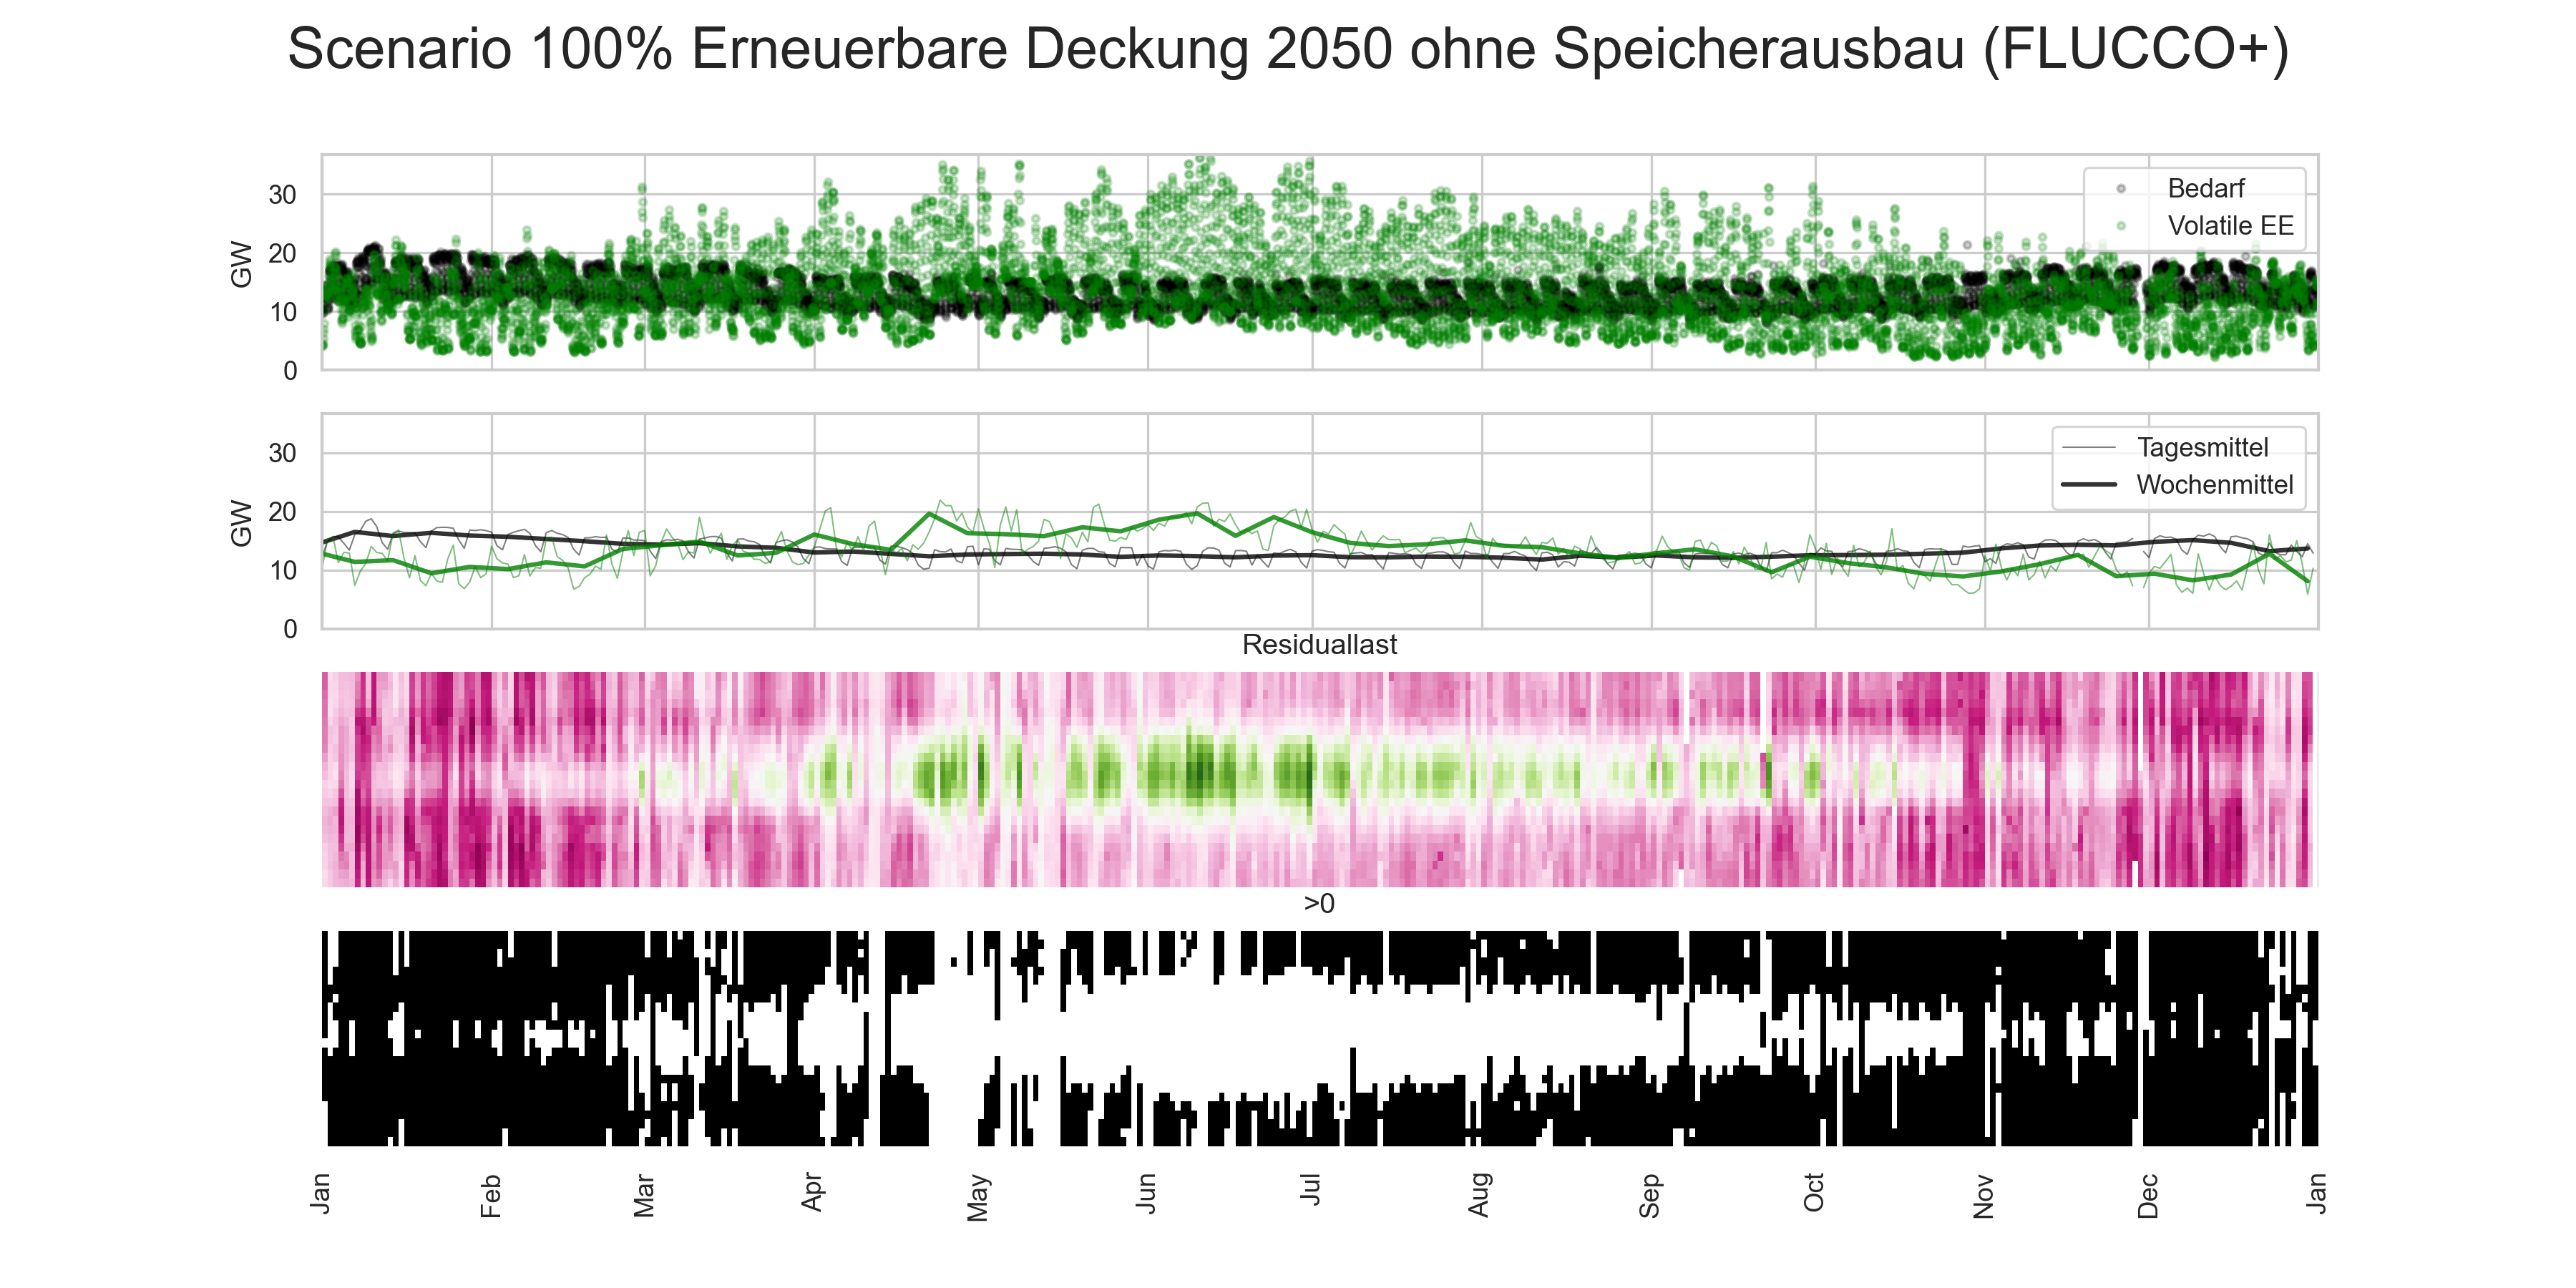 Scenario 100% Erneuerbare Deckung 2050 ohne Speicherausbau (FLUCCO+)
GW
30
20
10
0
Bedarf
Volatile EE
GW
30
20
10
0
Tagesmittel
Wochenmittel
Residuallast
>0
Jan Feb Mar Apr May Jun Jul Aug Sep Oct Nov Dec Jan